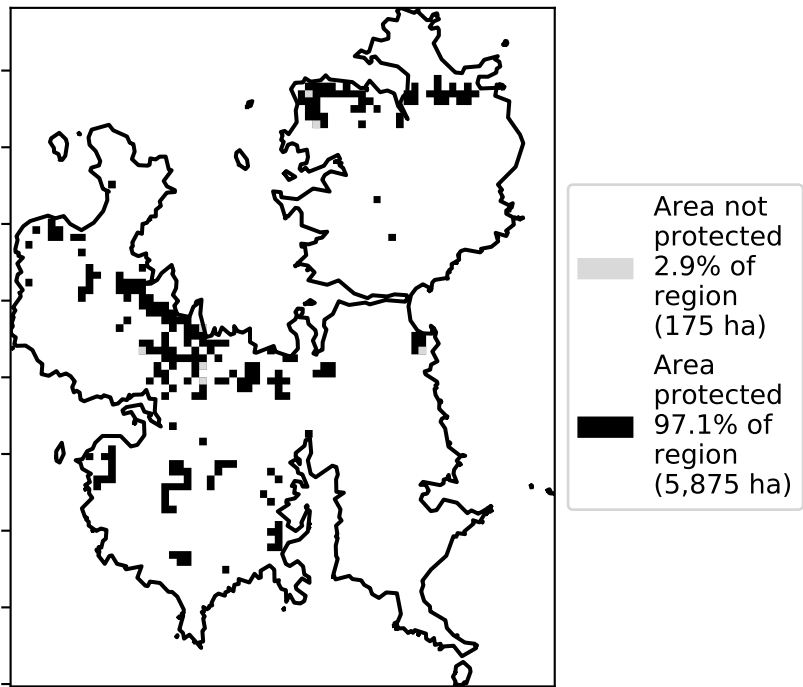 Area not
protected
2.9% of
region
(175 ha)
Area
protected
97.1% of
region
(5,875 ha)